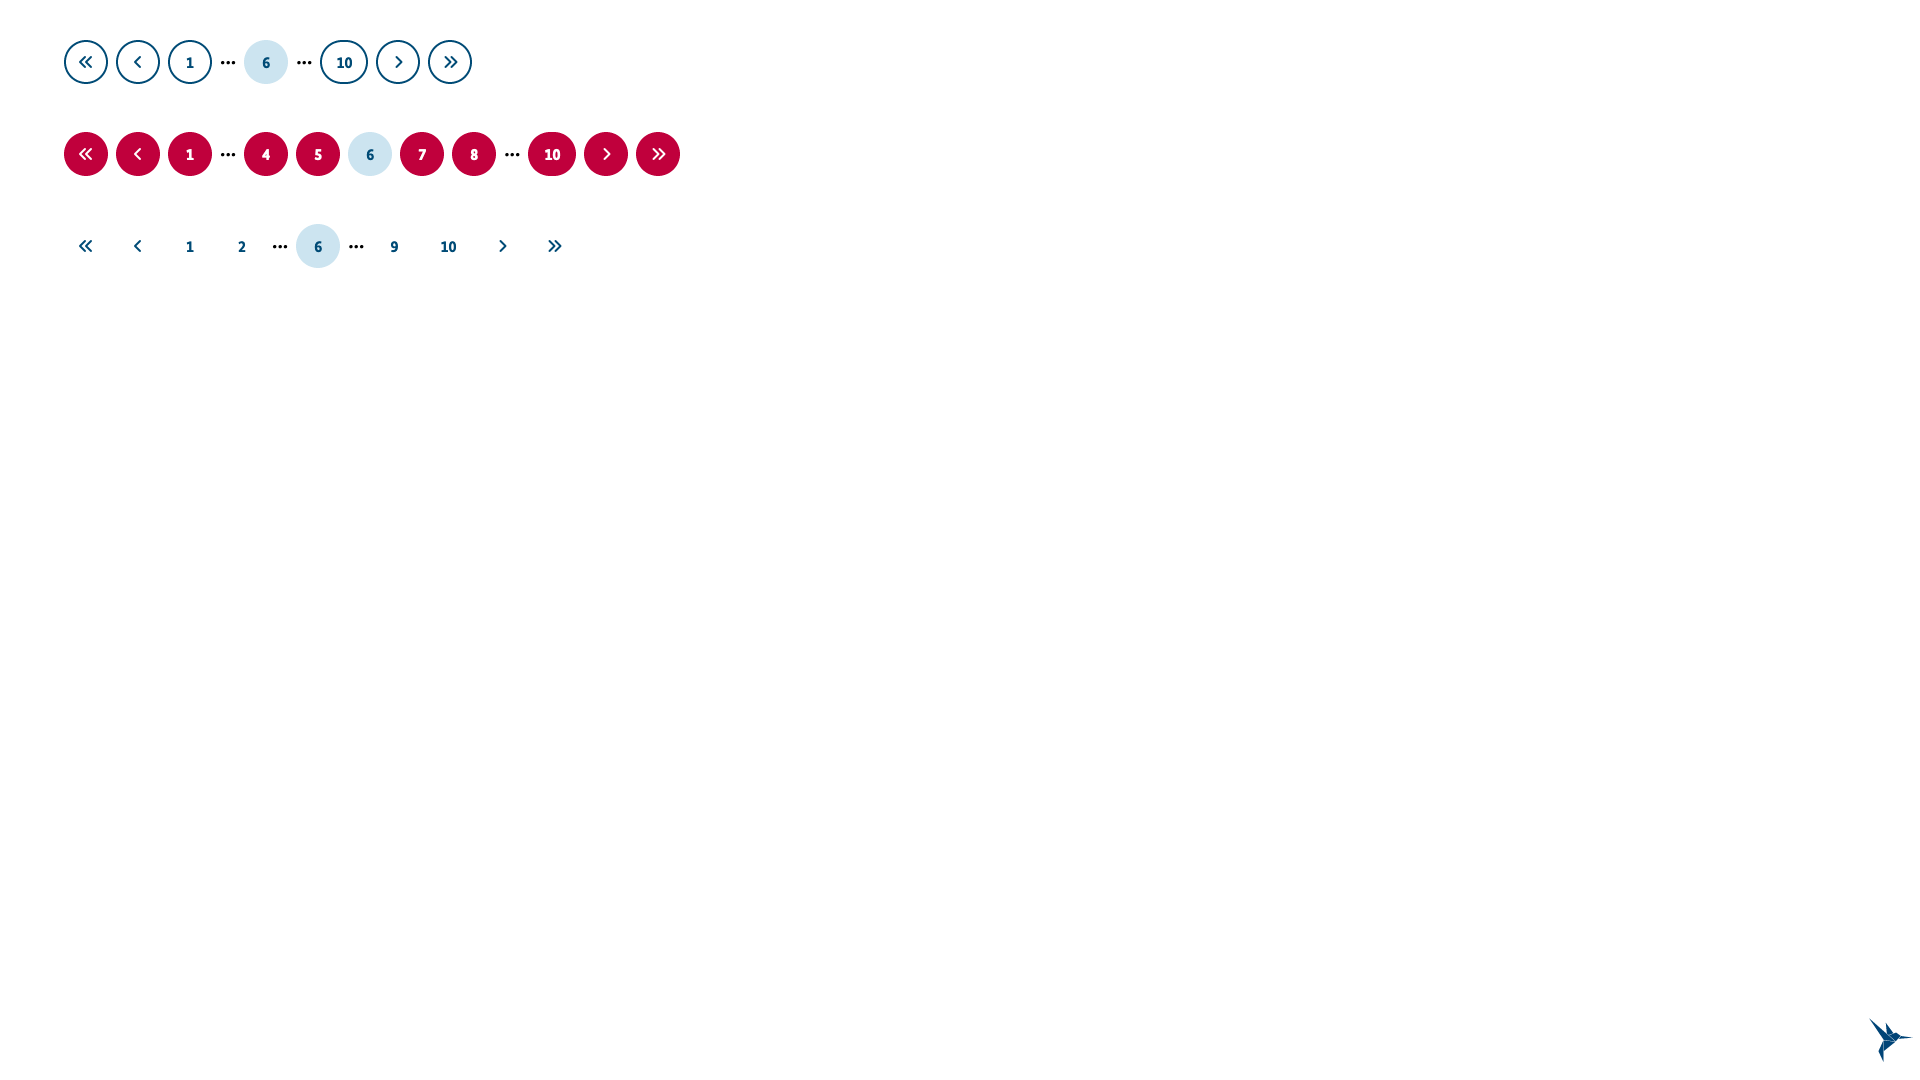 « ‹ 1 ... 6 ... 10 › »
« ‹ 1 ... 4 5 6 7 8 ... 10 › »
« ‹ 1 2 ... 6 ... 9 10 › »